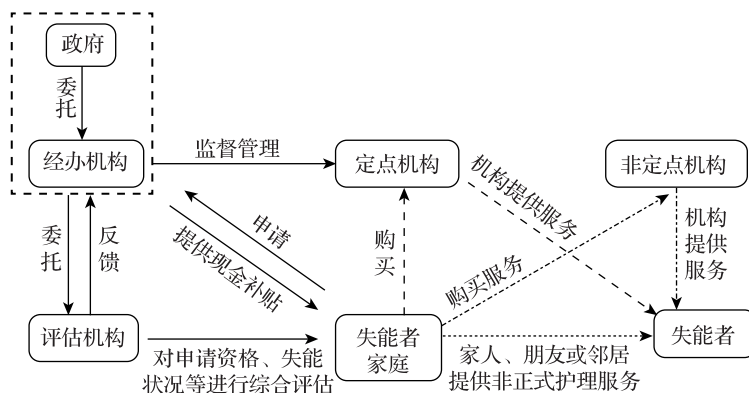 政府
委托
经办机构
监督管理
定点机构
机构提供服务
非定点机构
委托
反馈
申请
提供现金补贴
购买
购买服务
机构
提供
服务
评估机构
对申请资格、失能
状况等进行综合评估
失能者
家庭
家人、朋友或邻居
提供非正式护理服务
失能者